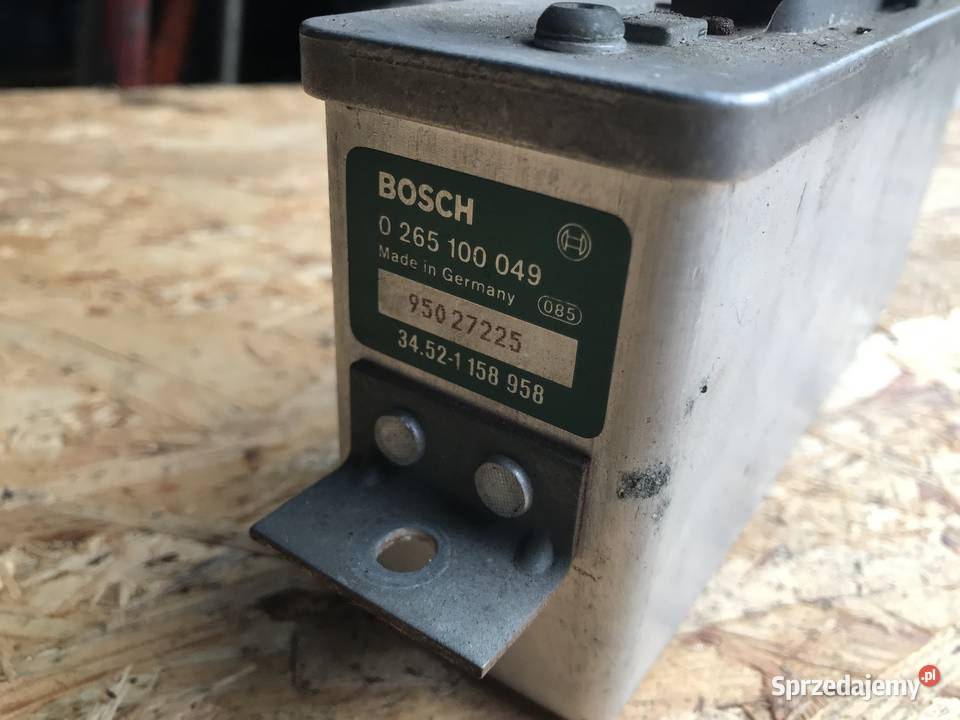 BOSCH
0 265 100 049
Made in Germany 085
950 27225
34.52-1 158 958
Sprzedajemy.pl